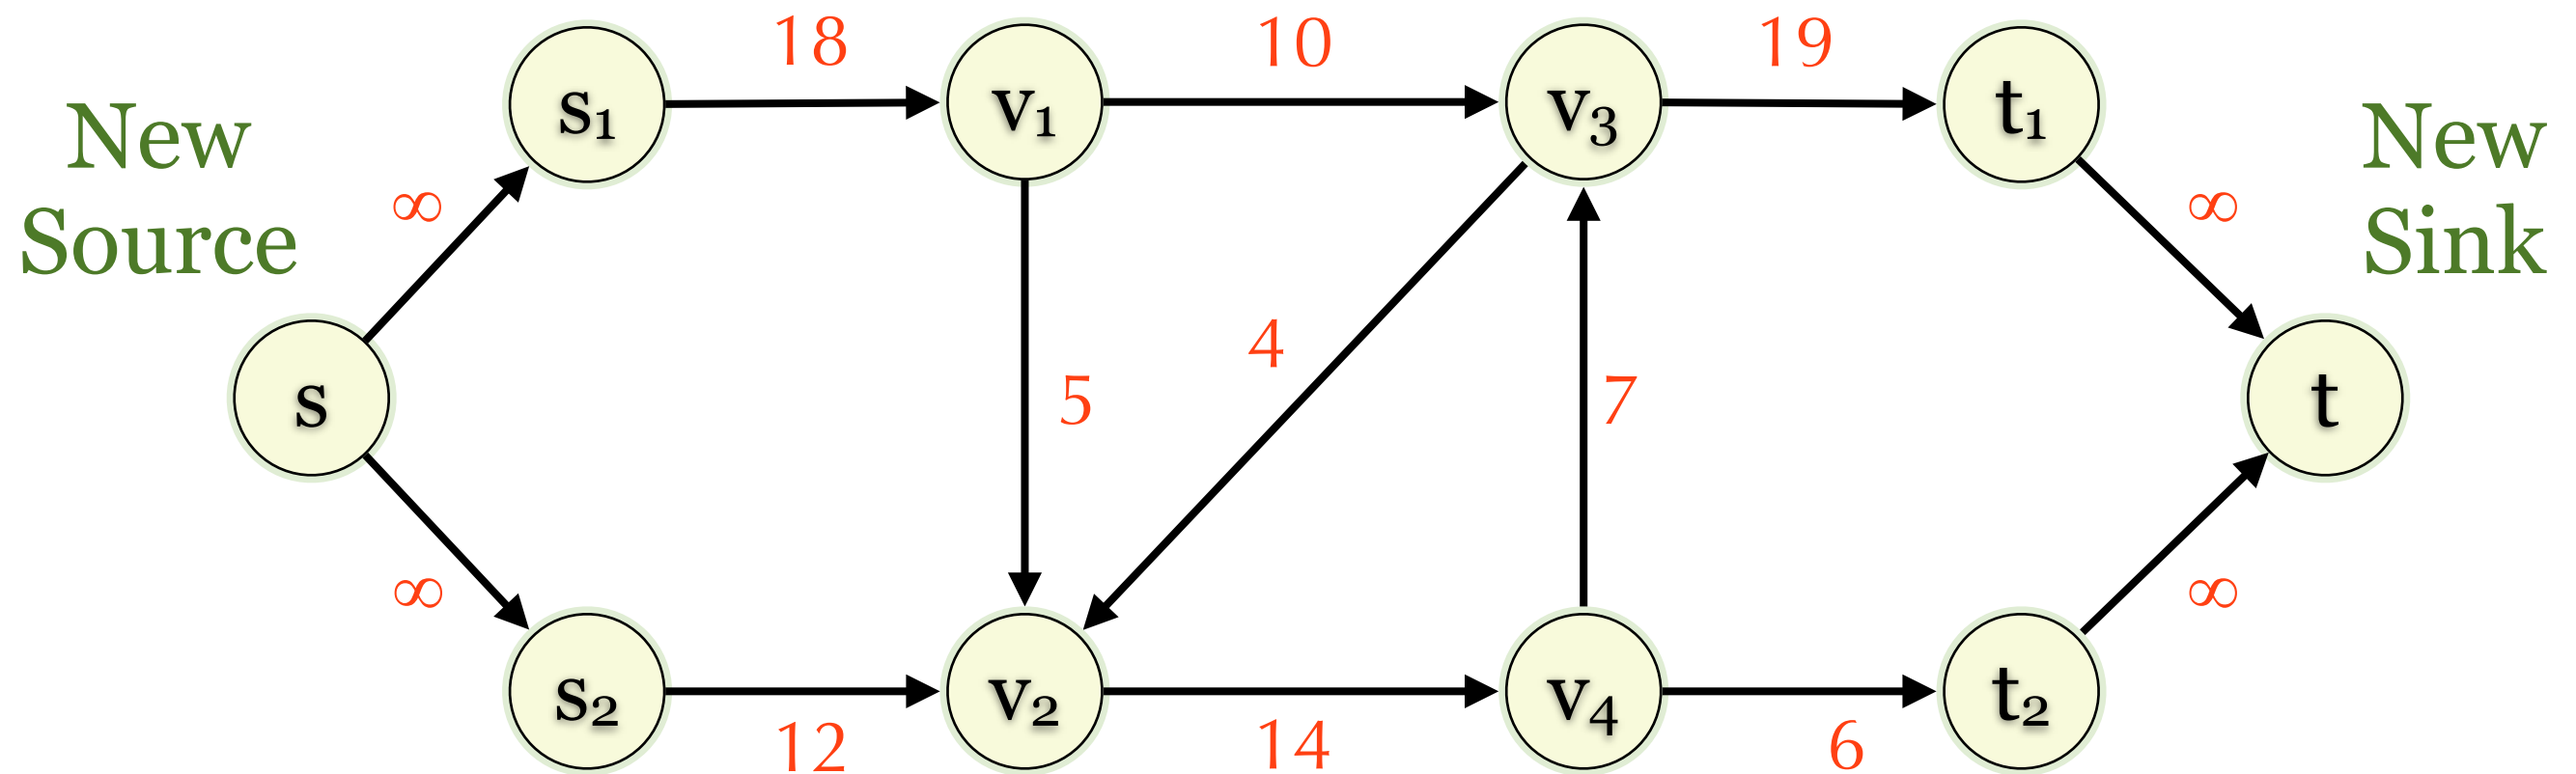 18
10
19
New
Source
s₁
v₁
v₃
t₁
New
Sink
∞
∞
4
5
7
s
t
∞
∞
s₂
v₂
v₄
t₂
12
14
6